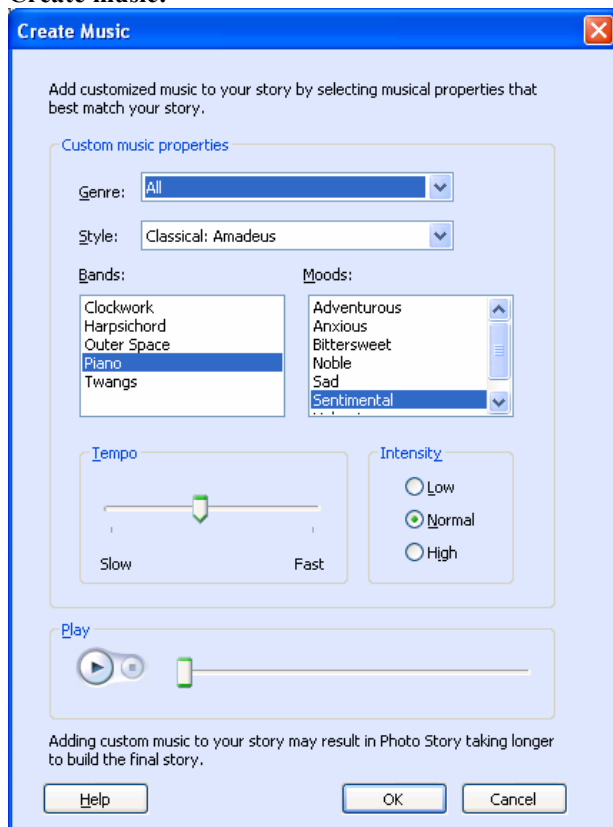 Create music.
Create Music
Add customized music to your story by selecting musical properties that
best match your story.
Custom music properties
Genre: All
Style: Classical: Amadeus
Bands: Moods:
Clockwork
Harpsichord
Outer Space
Piano
Twangs
Adventurous
Anxious
Bittersweet
Noble
Sad
Sentimental
Tempo
Slow Fast
Intensity
Low
Normal
High
Play
Adding custom music to your story may result in Photo Story taking longer
to build the final story.
Help OK Cancel